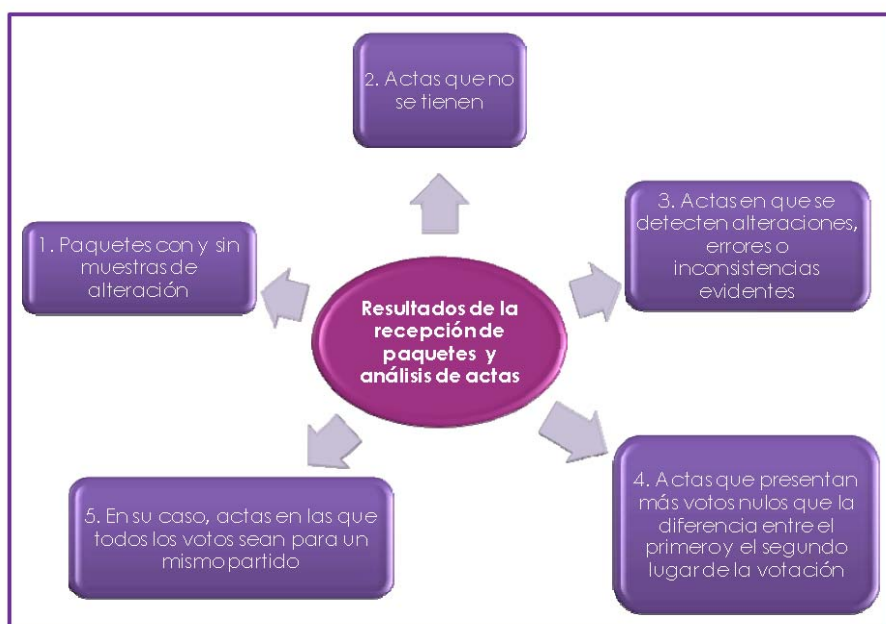 2. Actas que no
se tienen
1. Paquetes con y sin
muestras de
alteración
3. Actas en que se
detecten alteraciones,
errores o
inconsistencias
evidentes
Resultados de la
recepción de
paquetes y
análisis de actas
5. En su caso, actas en las que
todos los votos sean para un
mismo partido
4. Actas que presentan
más votos nulos que la
diferencia entre el
primero y el segundo
lugar de la votación